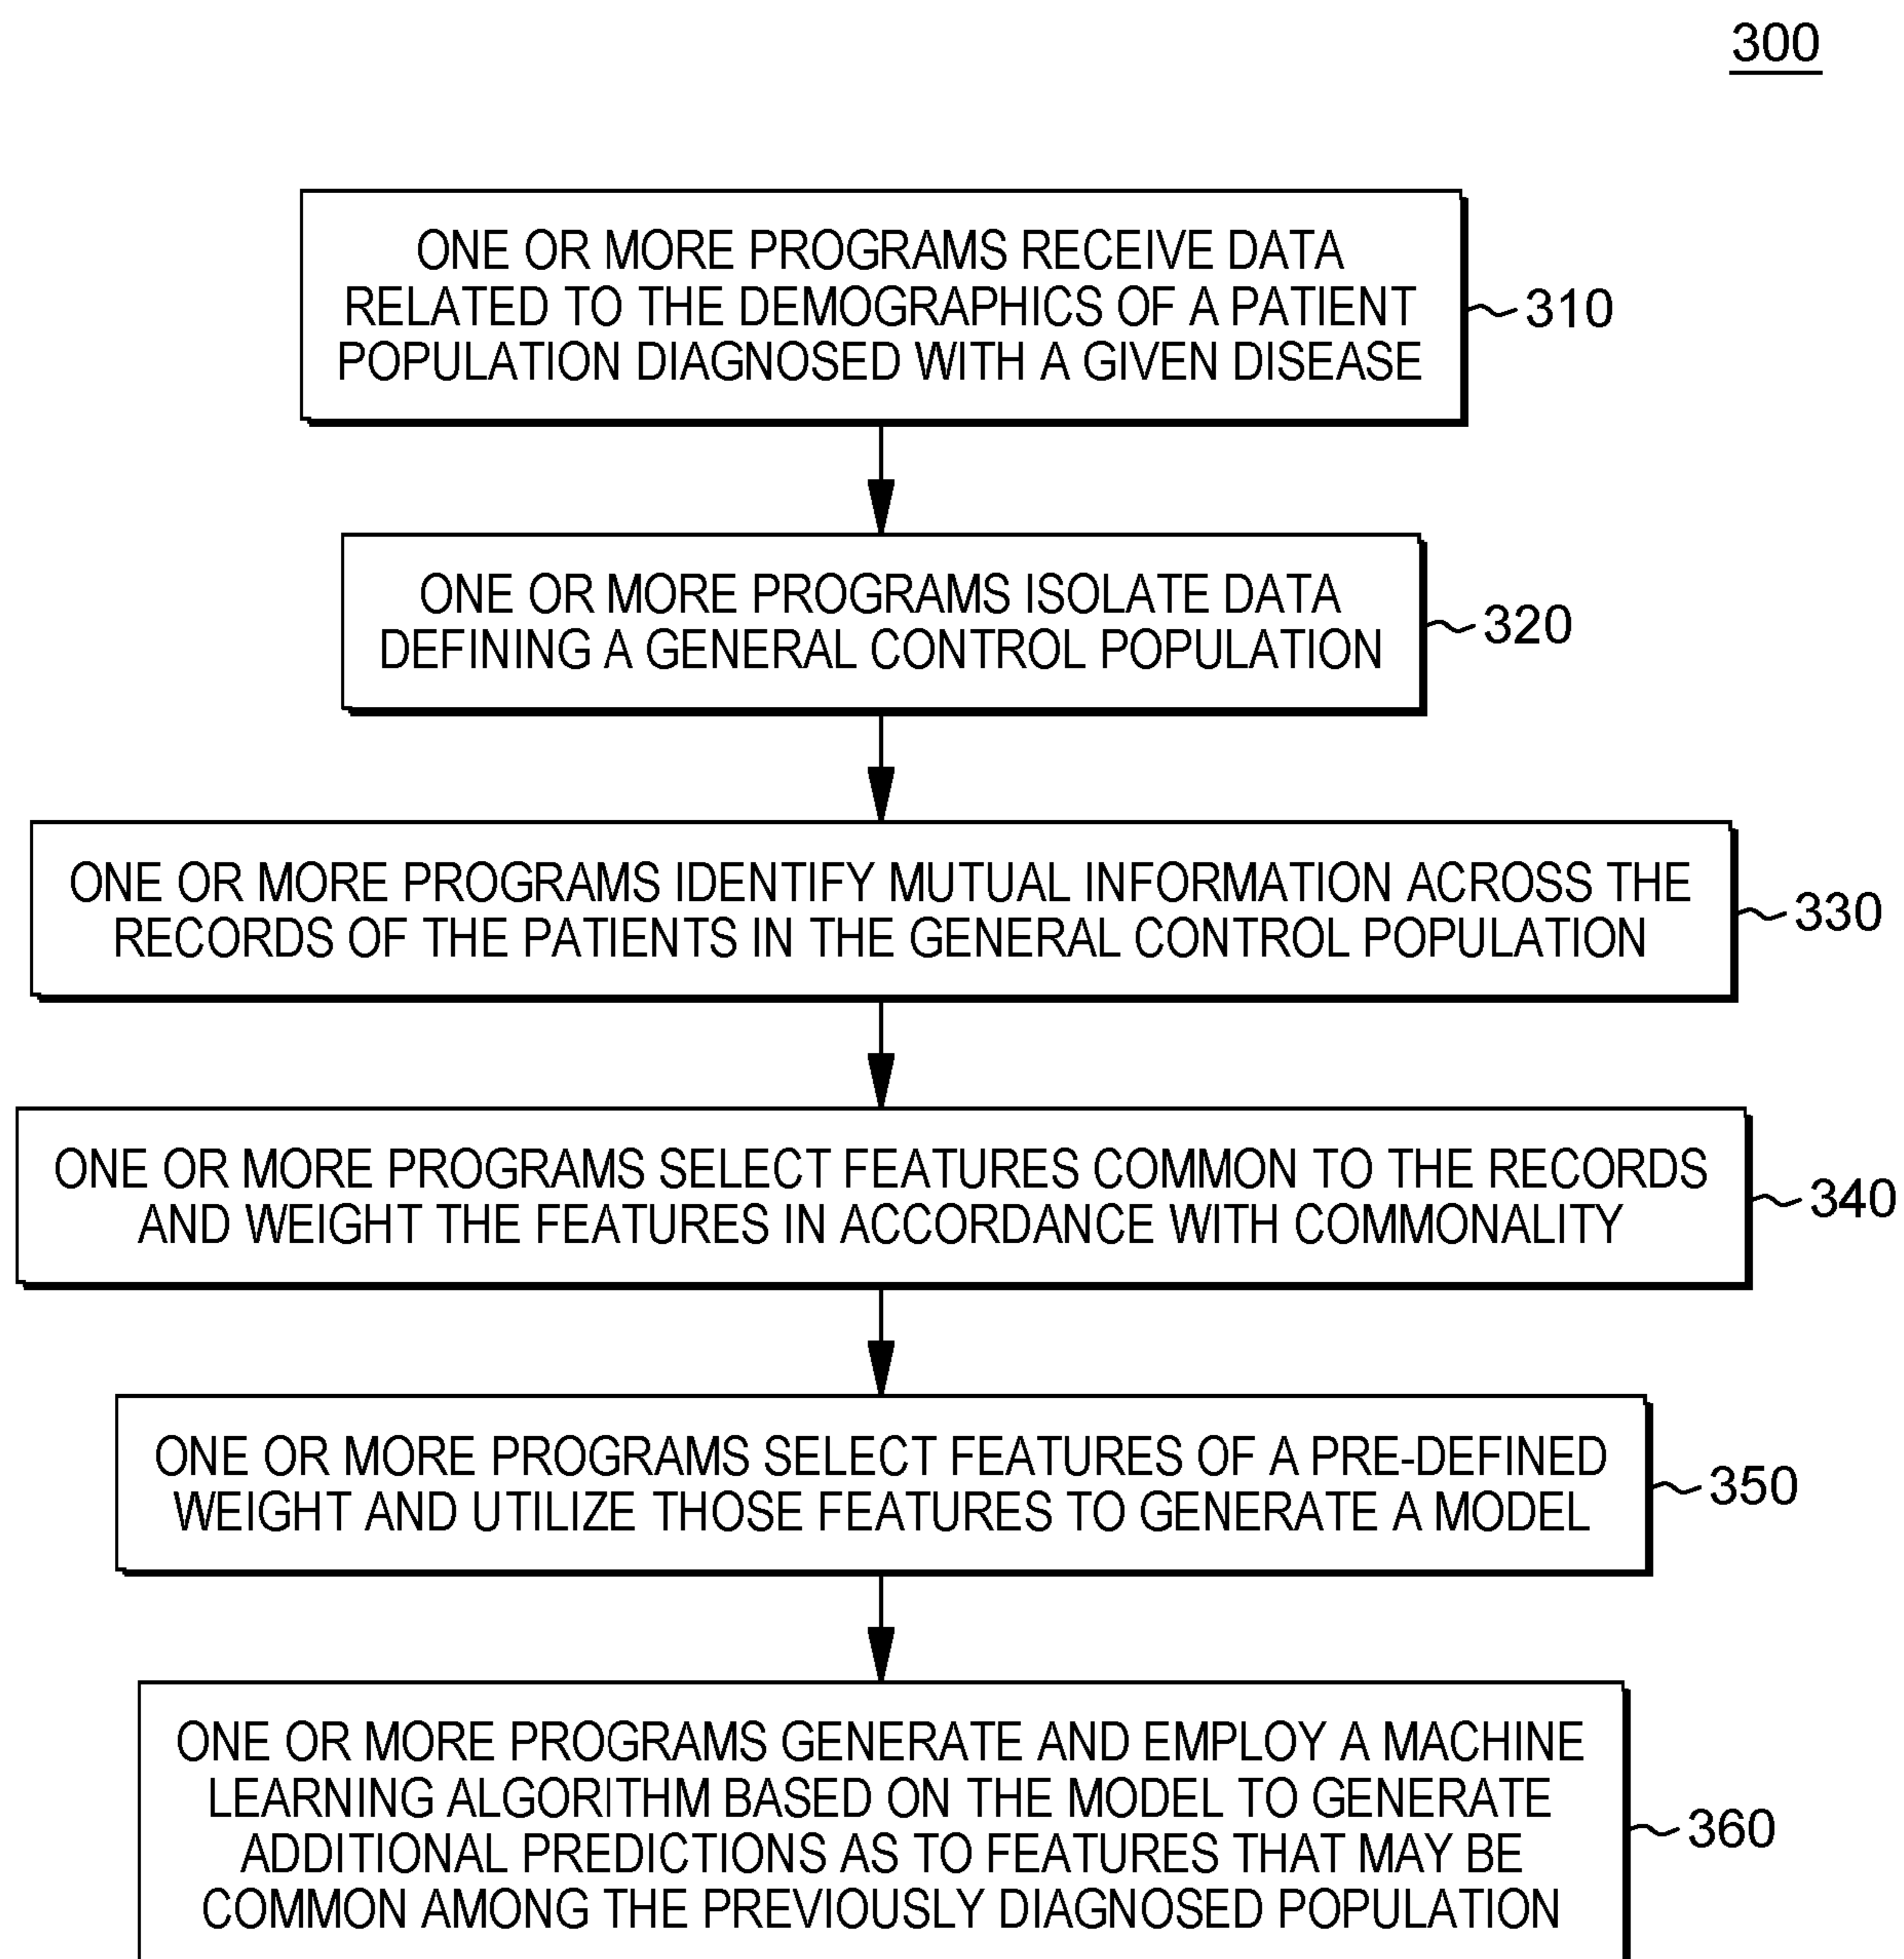 300
ONE OR MORE PROGRAMS RECEIVE DATA
RELATED TO THE DEMOGRAPHICS OF A PATIENT
POPULATION DIAGNOSED WITH A GIVEN DISEASE
310
ONE OR MORE PROGRAMS ISOLATE DATA
DEFINING A GENERAL CONTROL POPULATION
320
ONE OR MORE PROGRAMS IDENTIFY MUTUAL INFORMATION ACROSS THE
RECORDS OF THE PATIENTS IN THE GENERAL CONTROL POPULATION
330
ONE OR MORE PROGRAMS SELECT FEATURES COMMON TO THE RECORDS
AND WEIGHT THE FEATURES IN ACCORDANCE WITH COMMONALITY
340
ONE OR MORE PROGRAMS SELECT FEATURES OF A PRE-DEFINED
WEIGHT AND UTILIZE THOSE FEATURES TO GENERATE A MODEL
350
ONE OR MORE PROGRAMS GENERATE AND EMPLOY A MACHINE
LEARNING ALGORITHM BASED ON THE MODEL TO GENERATE
ADDITIONAL PREDICTIONS AS TO FEATURES THAT MAY BE
COMMON AMONG THE PREVIOUSLY DIAGNOSED POPULATION
360